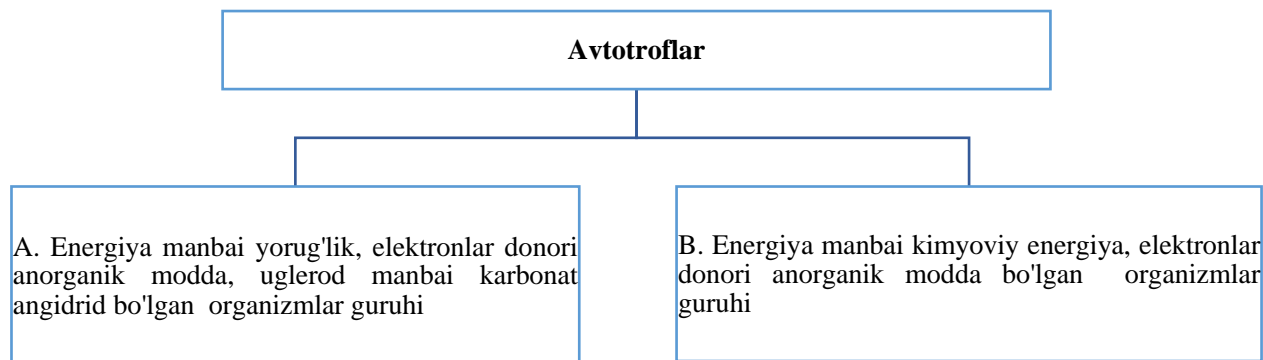 Avtotroflar
A. Energiya manbai yorug'lik, elektronlar donori
anorganik modda, uglerod manbai karbonat
angidrid bo'lgan organizmlar guruhi
B. Energiya manbai kimyoviy energiya, elektronlar
donori anorganik modda bo'lgan organizmlar
guruhi